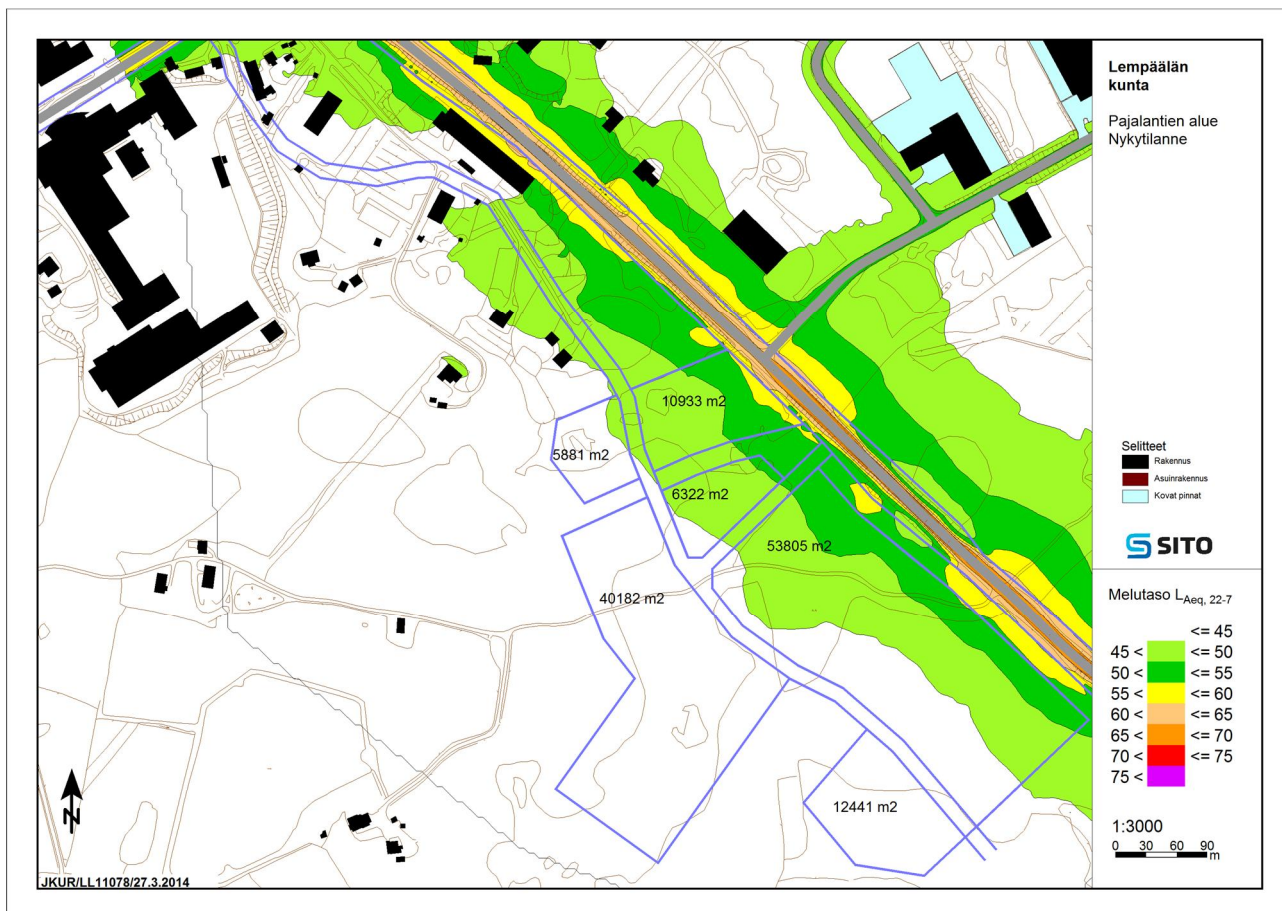 Lempäälän
kunta
Pajalantien alue
Nykytilanne
10933 m2
5881 m2
6322 m2
53805 m2
40182 m2
12441 m2
Selitteet
Rakennus
Asuinrakennus
Kovat pinnat
SITO
Melutaso LAeq, 22-7
<= 45
45 < <= 50
50 < <= 55
55 < <= 60
60 < <= 65
65 < <= 70
70 < <= 75
75 <
1:3000
0 30 60 90
m
N
JKUR/LL11078/27.3.2014